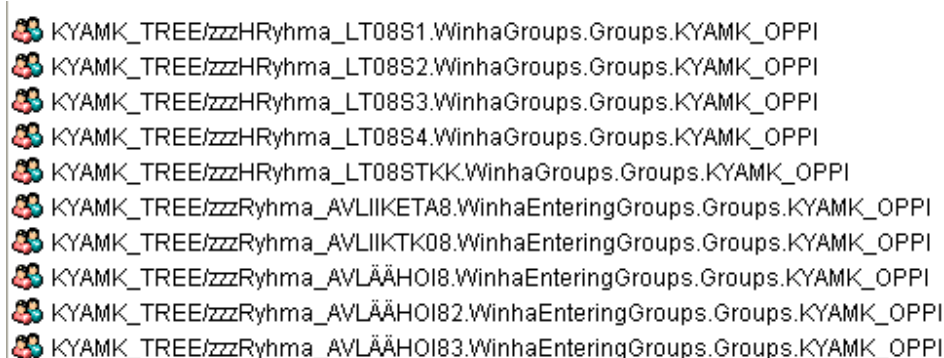 KYAMK_TREE/zzzHRyhma_LT08S1.WinhaGroups.Groups.KYAMK_OPPI
KYAMK_TREE/zzzHRyhma_LT08S2.WinhaGroups.Groups.KYAMK_OPPI
KYAMK_TREE/zzzHRyhma_LT08S3.WinhaGroups.Groups.KYAMK_OPPI
KYAMK_TREE/zzzHRyhma_LT08S4.WinhaGroups.Groups.KYAMK_OPPI
KYAMK_TREE/zzzHRyhma_LT08STKK.WinhaGroups.Groups.KYAMK_OPPI
KYAMK_TREE/zzzRyhma_AVLIIKETA8.WinhaEnteringGroups.Groups.KYAMK_OPPI
KYAMK_TREE/zzzRyhma_AVLIIKTK08.WinhaEnteringGroups.Groups.KYAMK_OPPI
KYAMK_TREE/zzzRyhma_AVLÄÄHOI8.WinhaEnteringGroups.Groups.KYAMK_OPPI
KYAMK_TREE/zzzRyhma_AVLÄÄHOI82.WinhaEnteringGroups.Groups.KYAMK_OPPI
KYAMK_TREE/zzzRyhma_AVLÄÄHOI83.WinhaEnteringGroups.Groups.KYAMK_OPPI